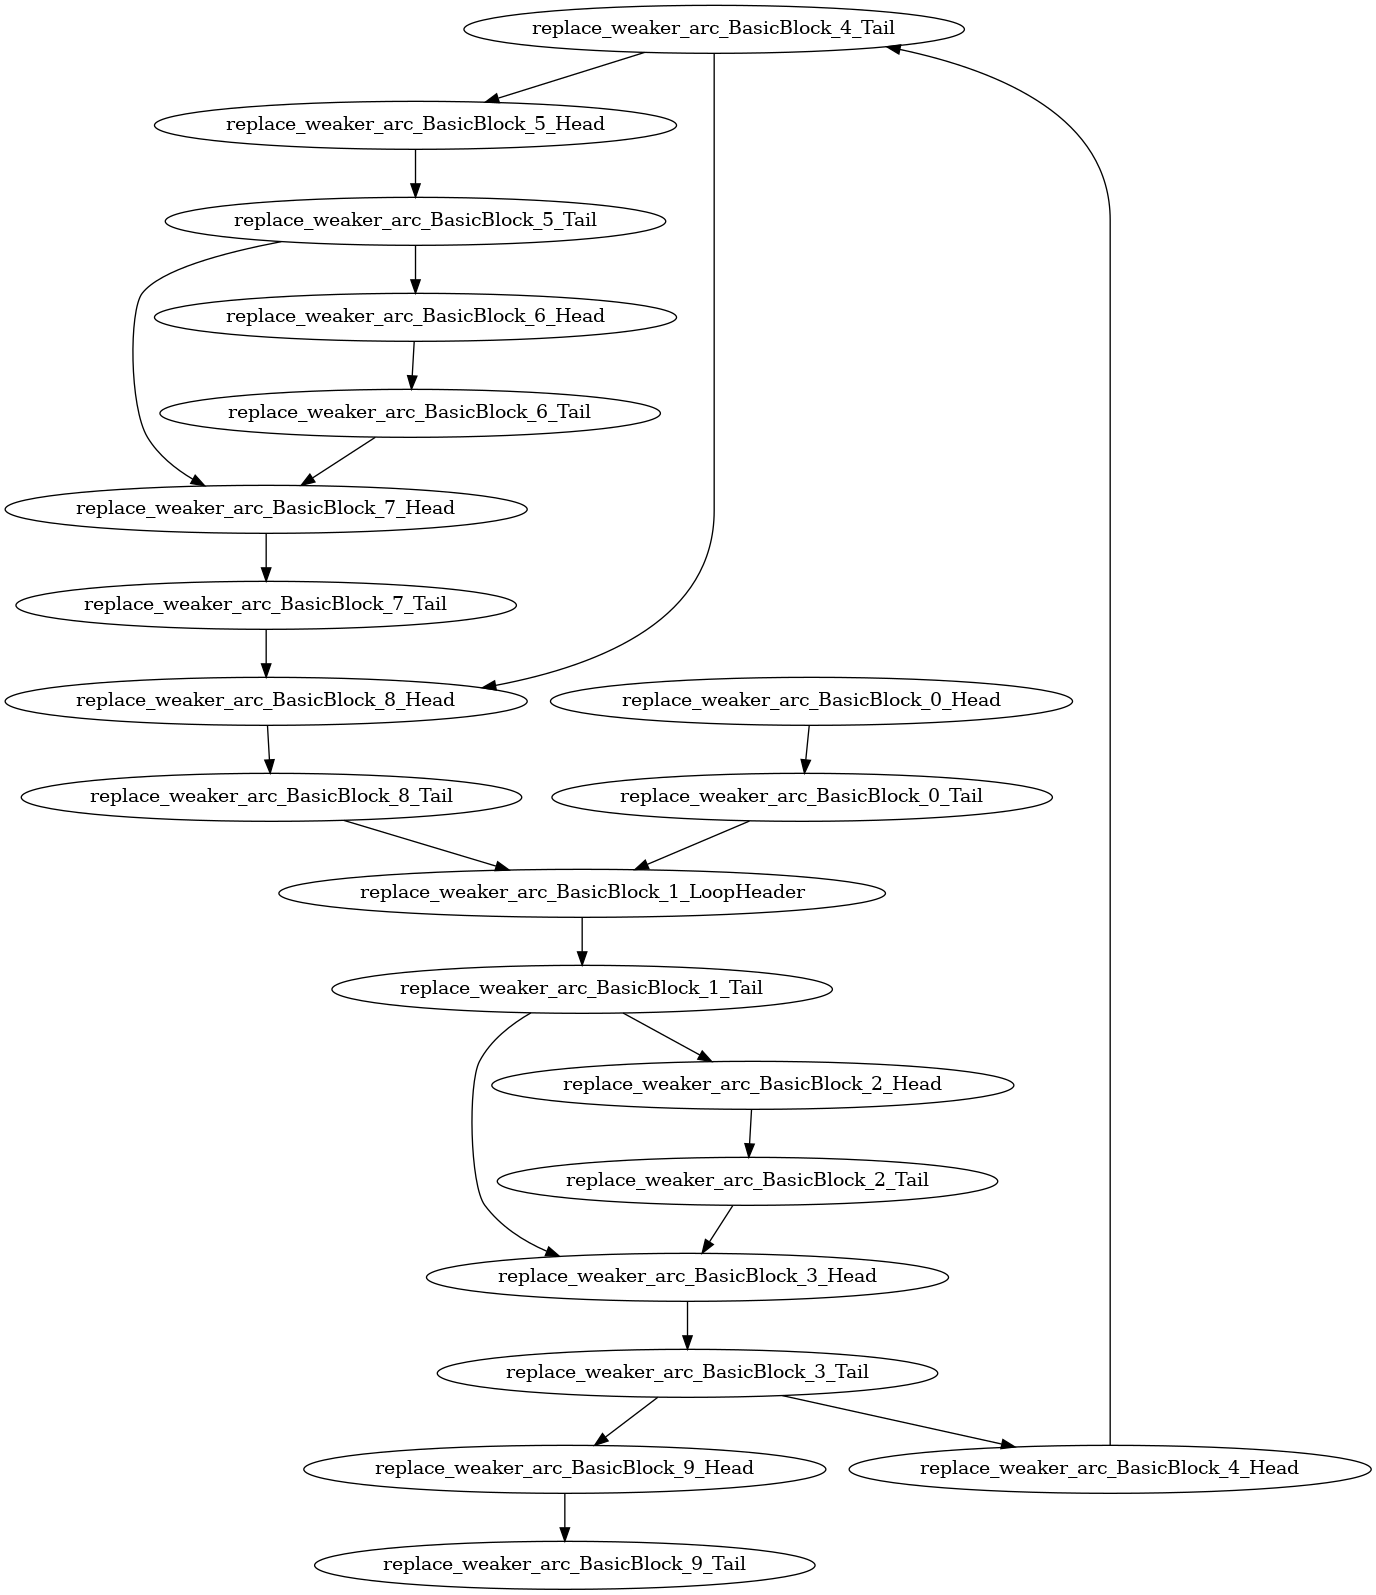 replace_weaker_arc_BasicBlock_4_Tail
replace_weaker_arc_BasicBlock_5_Head
replace_weaker_arc_BasicBlock_5_Tail
replace_weaker_arc_BasicBlock_6_Head
replace_weaker_arc_BasicBlock_6_Tail
replace_weaker_arc_BasicBlock_7_Head
replace_weaker_arc_BasicBlock_7_Tail
replace_weaker_arc_BasicBlock_8_Head
replace_weaker_arc_BasicBlock_0_Head
replace_weaker_arc_BasicBlock_8_Tail
replace_weaker_arc_BasicBlock_0_Tail
replace_weaker_arc_BasicBlock_1_LoopHeader
replace_weaker_arc_BasicBlock_1_Tail
replace_weaker_arc_BasicBlock_2_Head
replace_weaker_arc_BasicBlock_2_Tail
replace_weaker_arc_BasicBlock_3_Head
replace_weaker_arc_BasicBlock_3_Tail
replace_weaker_arc_BasicBlock_9_Head
replace_weaker_arc_BasicBlock_4_Head
replace_weaker_arc_BasicBlock_9_Tail